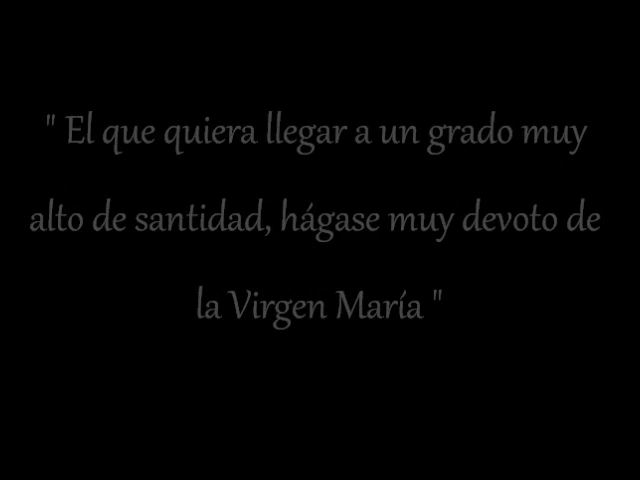 " El que quiera llegar a un grado muy
alto de santidad, hágase muy devoto de
la Virgen María "